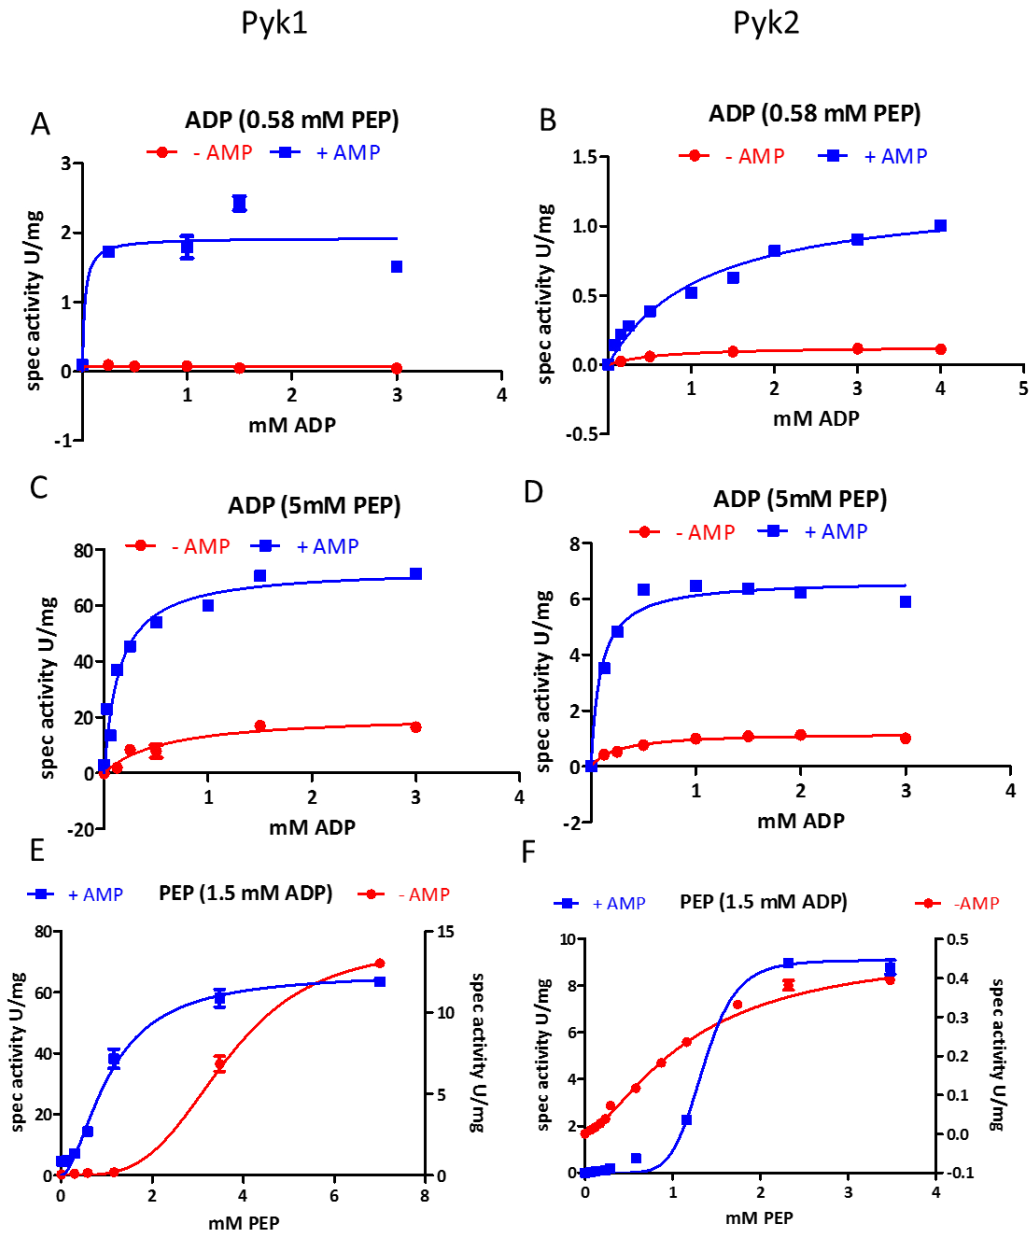 Pyk1
Pyk2
A
ADP (0.58 mM PEP)
- AMP + AMP
spec activity U/mg
3
2
1
0
-1
1 2 3 4
mM ADP
B
ADP (0.58 mM PEP)
- AMP + AMP
spec activity U/mg
1.5
1.0
0.5
0.0
-0.5
1 2 3 4 5
mM ADP
C
ADP (5mM PEP)
- AMP + AMP
spec activity U/mg
80
60
40
20
0
-20
1 2 3 4
mM ADP
D
ADP (5mM PEP)
- AMP + AMP
spec activity U/mg
8
6
4
2
0
-2
1 2 3 4
mM ADP
E
+ AMP PEP (1.5 mM ADP) - AMP
spec activity U/mg
80
60
40
20
0
15
10
5
0
spec activity U/mg
0 2 4 6 8
mM PEP
F
+ AMP PEP (1.5 mM ADP) -AMP
spec activity U/mg
10
8
6
4
2
0
0.5
0.4
0.3
0.2
0.1
0.0
-0.1
spec activity U/mg
0 1 2 3 4
mM PEP